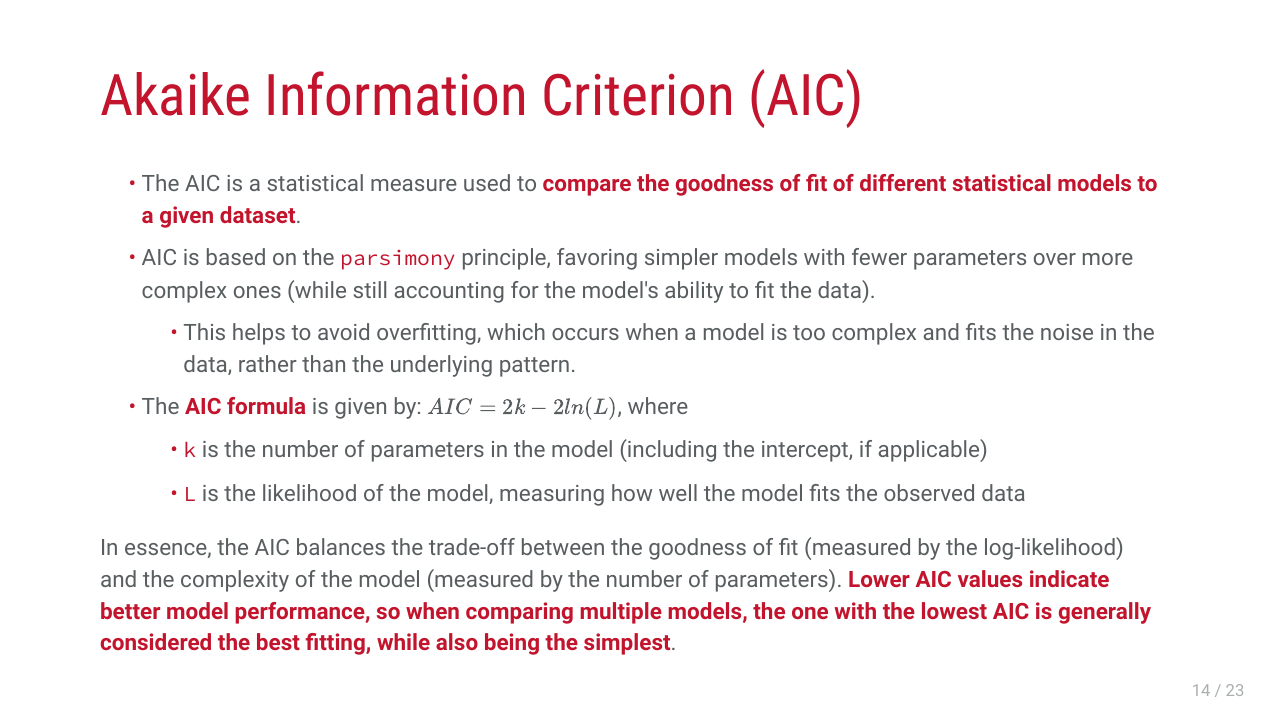 Akaike Information Criterion (AIC)
• The AIC is a statistical measure used to compare the goodness of fit of different statistical models to
a given dataset.
• AIC is based on the parsimony principle, favoring simpler models with fewer parameters over more
complex ones (while still accounting for the model's ability to fit the data).
• This helps to avoid overfitting, which occurs when a model is too complex and fits the noise in the
data, rather than the underlying pattern.
• The AIC formula is given by: AIC = 2k − 2ln(L), where
• k is the number of parameters in the model (including the intercept, if applicable)
• L is the likelihood of the model, measuring how well the model fits the observed data
In essence, the AIC balances the trade-off between the goodness of fit (measured by the log-likelihood)
and the complexity of the model (measured by the number of parameters). Lower AIC values indicate
better model performance, so when comparing multiple models, the one with the lowest AIC is generally
considered the best fitting, while also being the simplest.
14 / 23